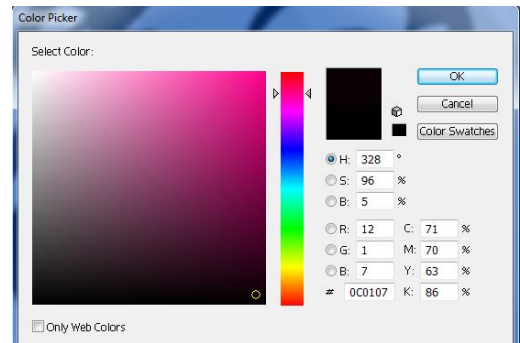 Color Picker
Select Color:
OK
Cancel
Color Swatches
H: 328 °
S: 96 %
B: 5 %
R: 12 C: 71 %
G: 1 M: 70 %
B: 7 Y: 63 %
# 0C0107 K: 86 %
Only Web Colors